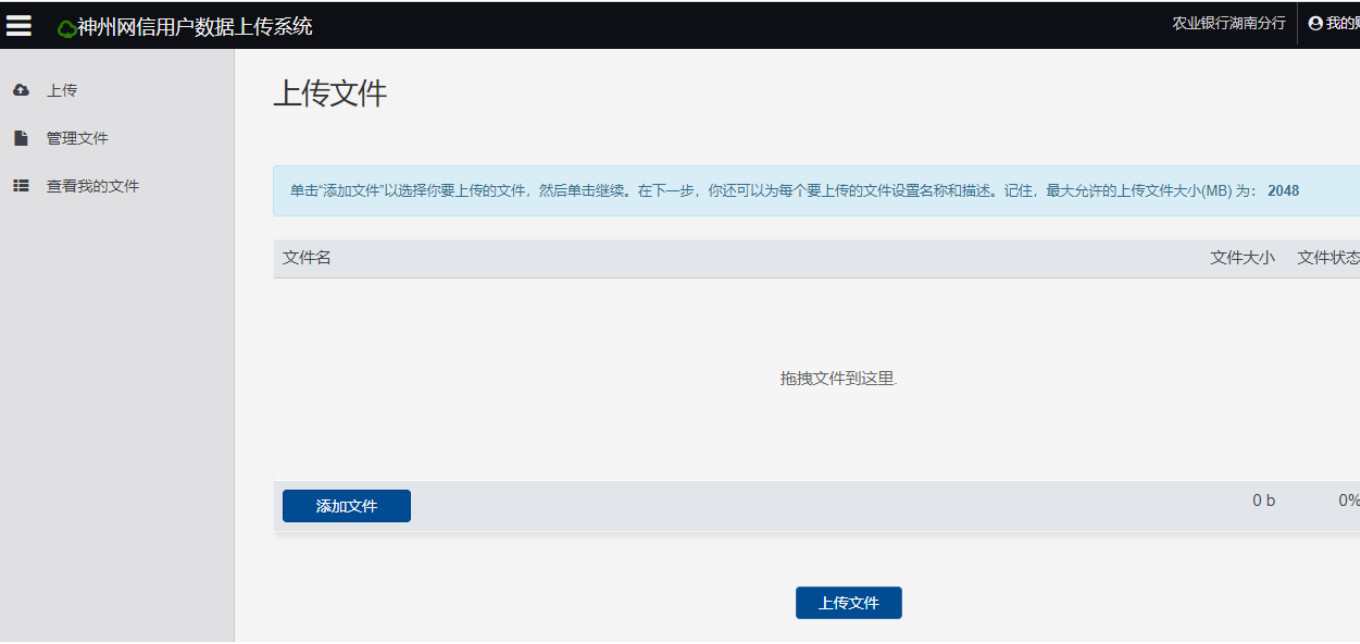 神州网信用户数据上传系统
农业银行湖南分行
我的
上传
管理文件
查看我的文件
上传文件
单击“添加文件”以选择你要上传的文件，然后单击继续。在下一步，你还可以为每个要上传的文件设置名称和描述。记住，最大允许的上传文件大小(MB) 为： 2048
文件名 文件大小 文件状态
拖拽文件到这里.
添加文件 0 b 0%
上传文件